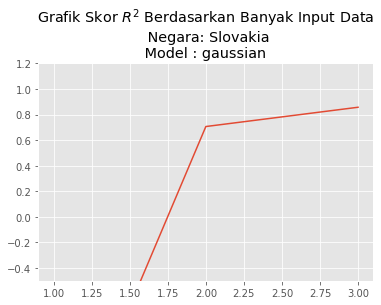 Grafik Skor R² Berdasarkan Banyak Input Data
Negara: Slovakia
Model : gaussian
1.2
1.0
0.8
0.6
0.4
0.2
0.0
−0.2
−0.4
1.00 1.25 1.50 1.75 2.00 2.25 2.50 2.75 3.00